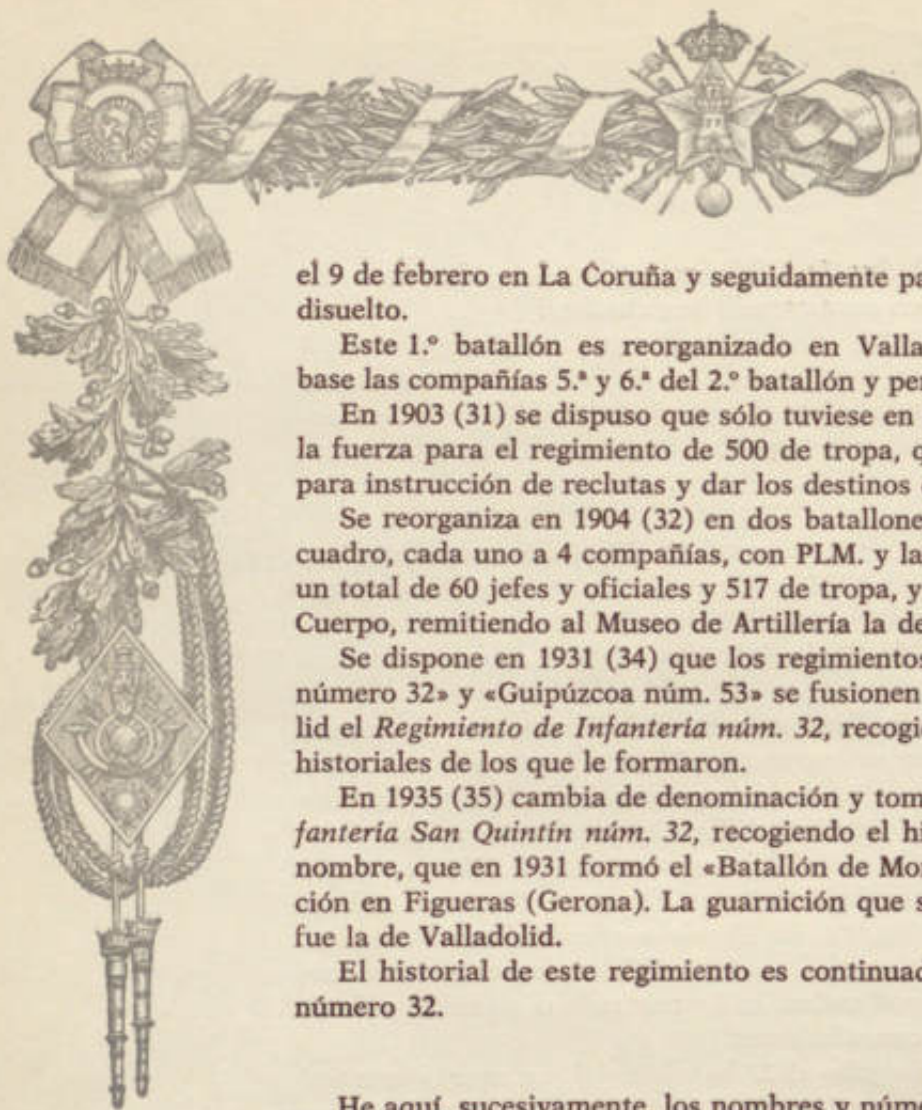 el 9 de febrero en La Coruña y seguidamente pa
disuelto.
Este 1.º batallón es reorganizado en Valla
base las compañías 5.ª y 6.ª del 2.º batallón y pe
En 1903 (31) se dispuso que sólo tuviese en
la fuerza para el regimiento de 500 de tropa,
para instrucción de reclutas y dar los destinos
Se reorganiza en 1904 (32) en dos batallone
cuadro, cada uno a 4 compañías, con PLM. y la
un total de 60 jefes y oficiales y 517 de tropa, y
Cuerpo, remitiendo al Museo de Artillería la de
Se dispone en 1931 (34) que los regimientos
número 32» y «Guipúzcoa núm. 53» se fusionen
lid el Regimiento de Infantería núm. 32, recogi
historiales de los que le formaron.
En 1935 (35) cambia de denominación y tom
fantería San Quintín núm. 32, recogiendo el hi
nombre, que en 1931 formó el «Batallón de Mo
ción en Figueras (Gerona). La guarnición que s
fue la de Valladolid.
El historial de este regimiento es continuad
número 32.
He aquí, sucesivamente, los nombres y núme